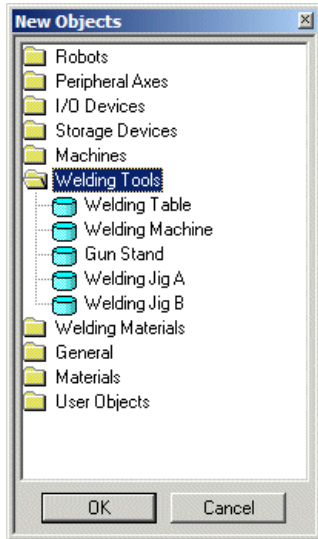 New Objects
Robots
Peripheral Axes
I/O Devices
Storage Devices
Machines
Welding Tools
Welding Table
Welding Machine
Gun Stand
Welding Jig A
Welding Jig B
Welding Materials
General
Materials
User Objects
OK Cancel